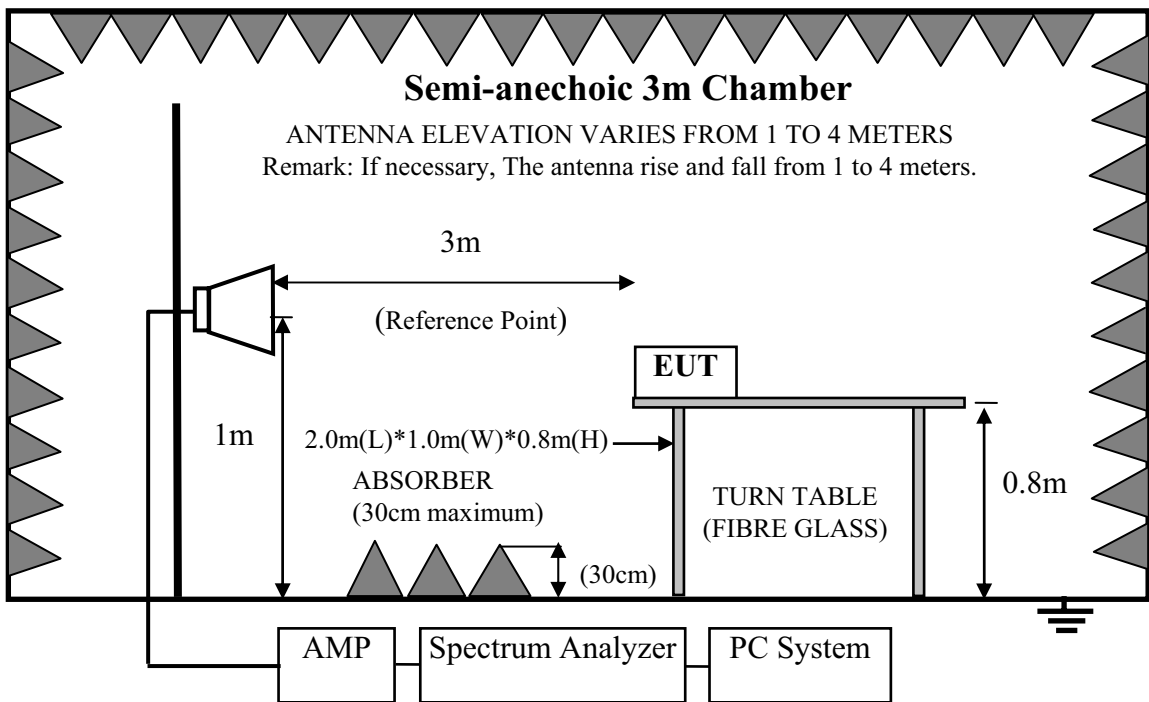 Semi-anechoic 3m Chamber
ANTENNA ELEVATION VARIES FROM 1 TO 4 METERS
Remark: If necessary, The antenna rise and fall from 1 to 4 meters.
3m
(Reference Point)
EUT
1m
2.0m(L)*1.0m(W)*0.8m(H)
ABSORBER
(30cm maximum)
(30cm)
TURN TABLE
(FIBRE GLASS)
0.8m
AMP
Spectrum Analyzer
PC System